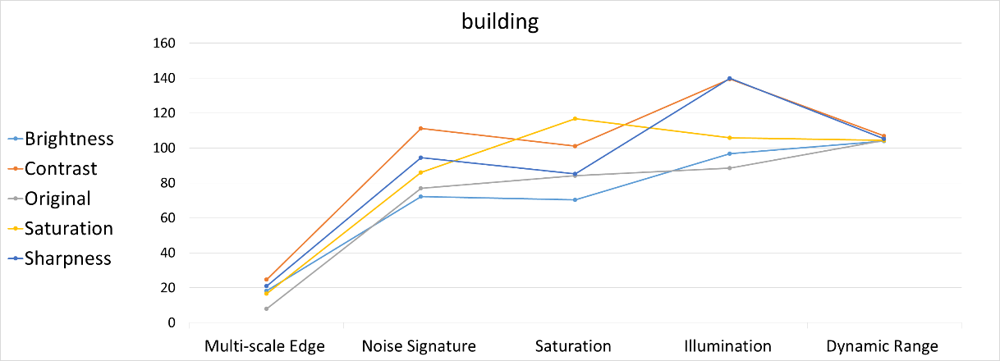 building
160
140
120
100
80
60
40
20
0
Brightness
Contrast
Original
Saturation
Sharpness
Multi-scale Edge
Noise Signature
Saturation
Illumination
Dynamic Range